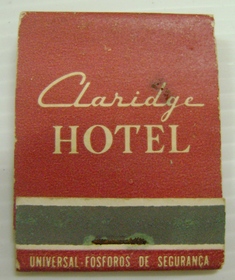 Claridge
HOTEL
UNIVERSAL-FOSFOROS DE SEGURANÇA